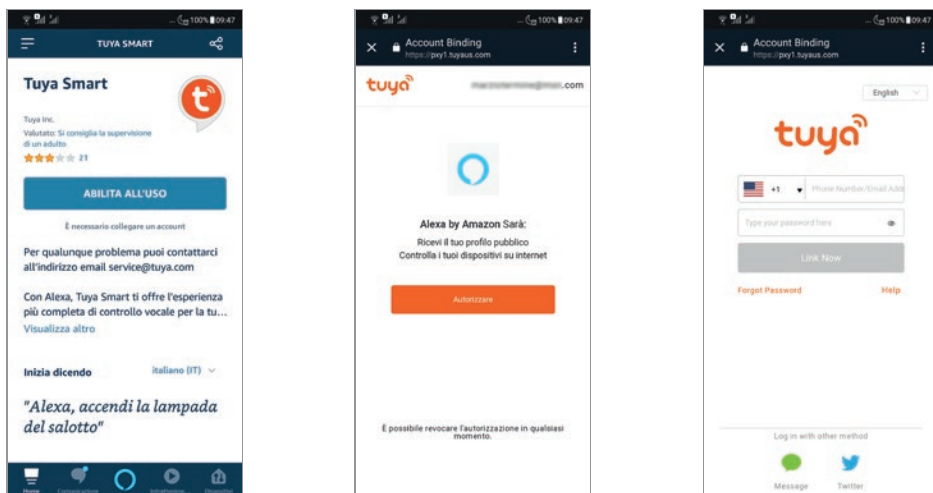 100% 09:47
TUYA SMART
Tuya Smart
Tuya Inc.
Valutato: Si consiglia la supervisione
di un adulto
21
ABILITA ALL'USO
È necessario collegare un account
Per qualunque problema puoi contattarci
all'indirizzo email service@tuya.com
Con Alexa, Tuya Smart ti offre l'esperienza
più completa di controllo vocale per la tu...
Visualizza altro
Inizia dicendo
italiano (IT)
"Alexa, accendi la lampada
del salotto"
Home
100% 09:47
Account Binding
https://pxy1.tuyaus.com
tuya
.com
Alexa by Amazon Sarà:
Ricevi il tuo profilo pubblico
Controlla i tuoi dispositivi su internet
Autorizzare
È possibile revocare l'autorizzazione in qualsiasi
momento.
100% 09:47
Account Binding
https://pxy1.tuyaus.com
English
tuya
+1 Phone Number/Email Add
Type your password here
Link Now
Forgot Password
Help
Log in with other method
Message
Twitter